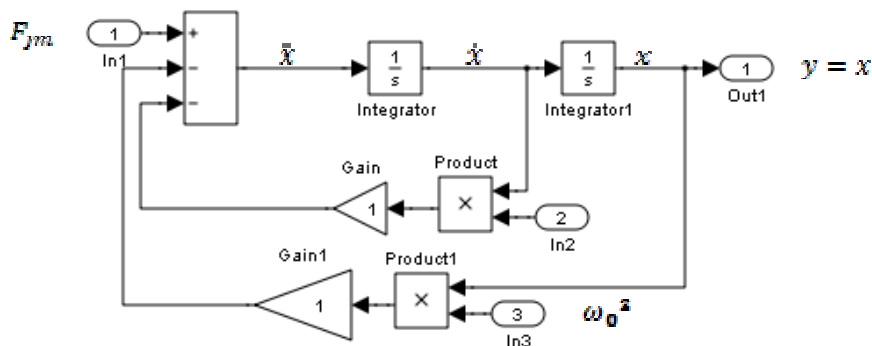 F_jm 1 + ẍ 1/s ẋ 1/s x 1 y = x
In1 − Integrator Integrator1 Out1
−
Gain Product
1 × 2
In2
Gain1 Product1
1 × 3 ω₀²
In3